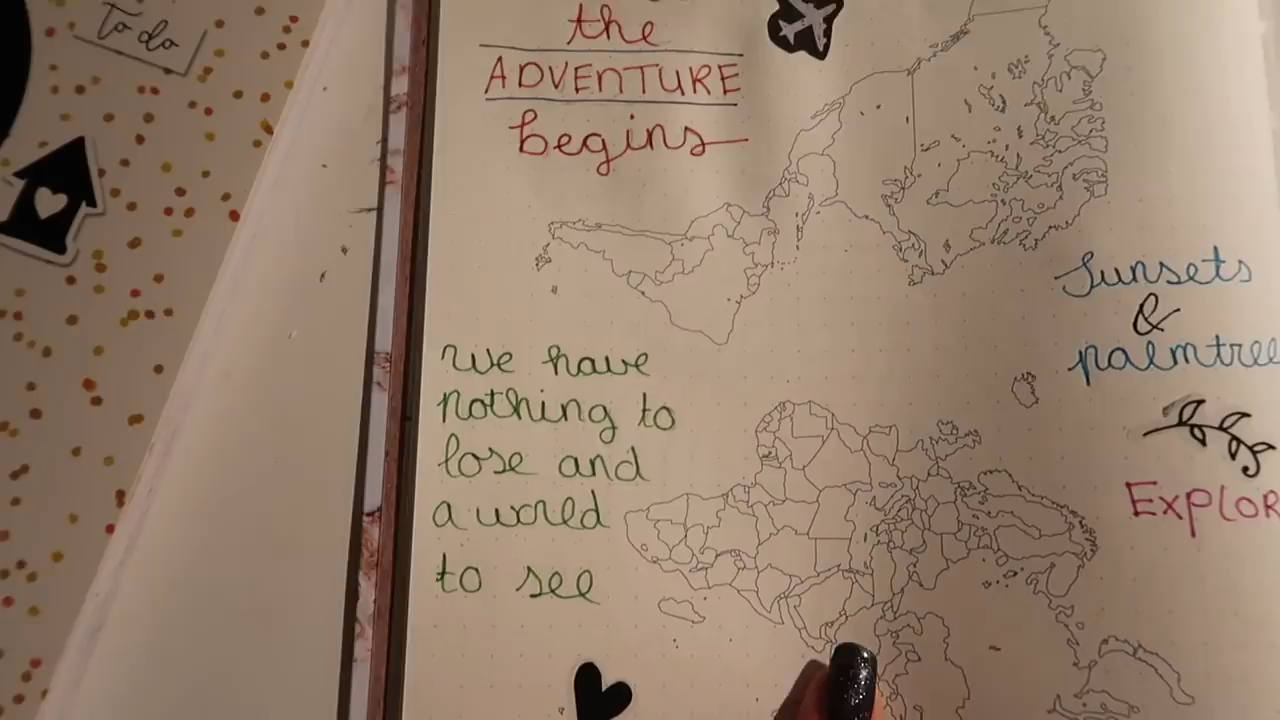 To do
the
ADVENTURE
begins
We have
nothing to
lose and
a world
to see
Sunsets
&
palmtree
EXPLOR